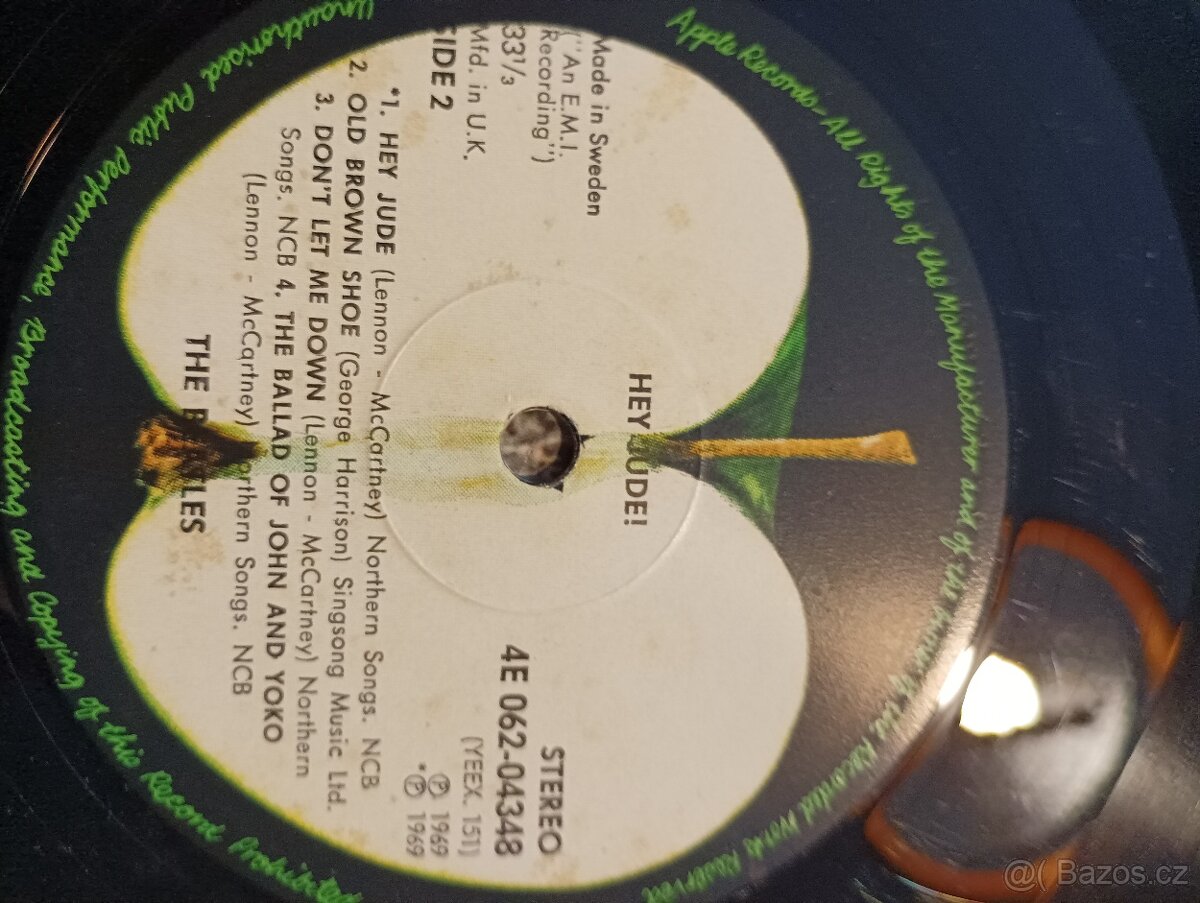 HEY JUDE!
Made in Sweden
("An E.M.I.
Recording")
33 1/3
Mfd. in U.K.
SIDE 2
STEREO
4E 062-04348
(YEEX. 151)
Ⓟ 1969
*Ⓟ 1969
*1. HEY JUDE (Lennon - McCartney) Northern Songs. NCB
2. OLD BROWN SHOE (George Harrison) Singsong Music Ltd.
3. DON'T LET ME DOWN (Lennon - McCartney) Northern
Songs. NCB 4. THE BALLAD OF JOHN AND YOKO
(Lennon - McCartney) Northern Songs. NCB
THE BEATLES
Apple Records-All Rights of the Manufacturer and of the Owner of the Recorded Work Reserved
Unauthorised Public Performance, Broadcasting and Copying of this Record Prohibited
@( Bazos.cz